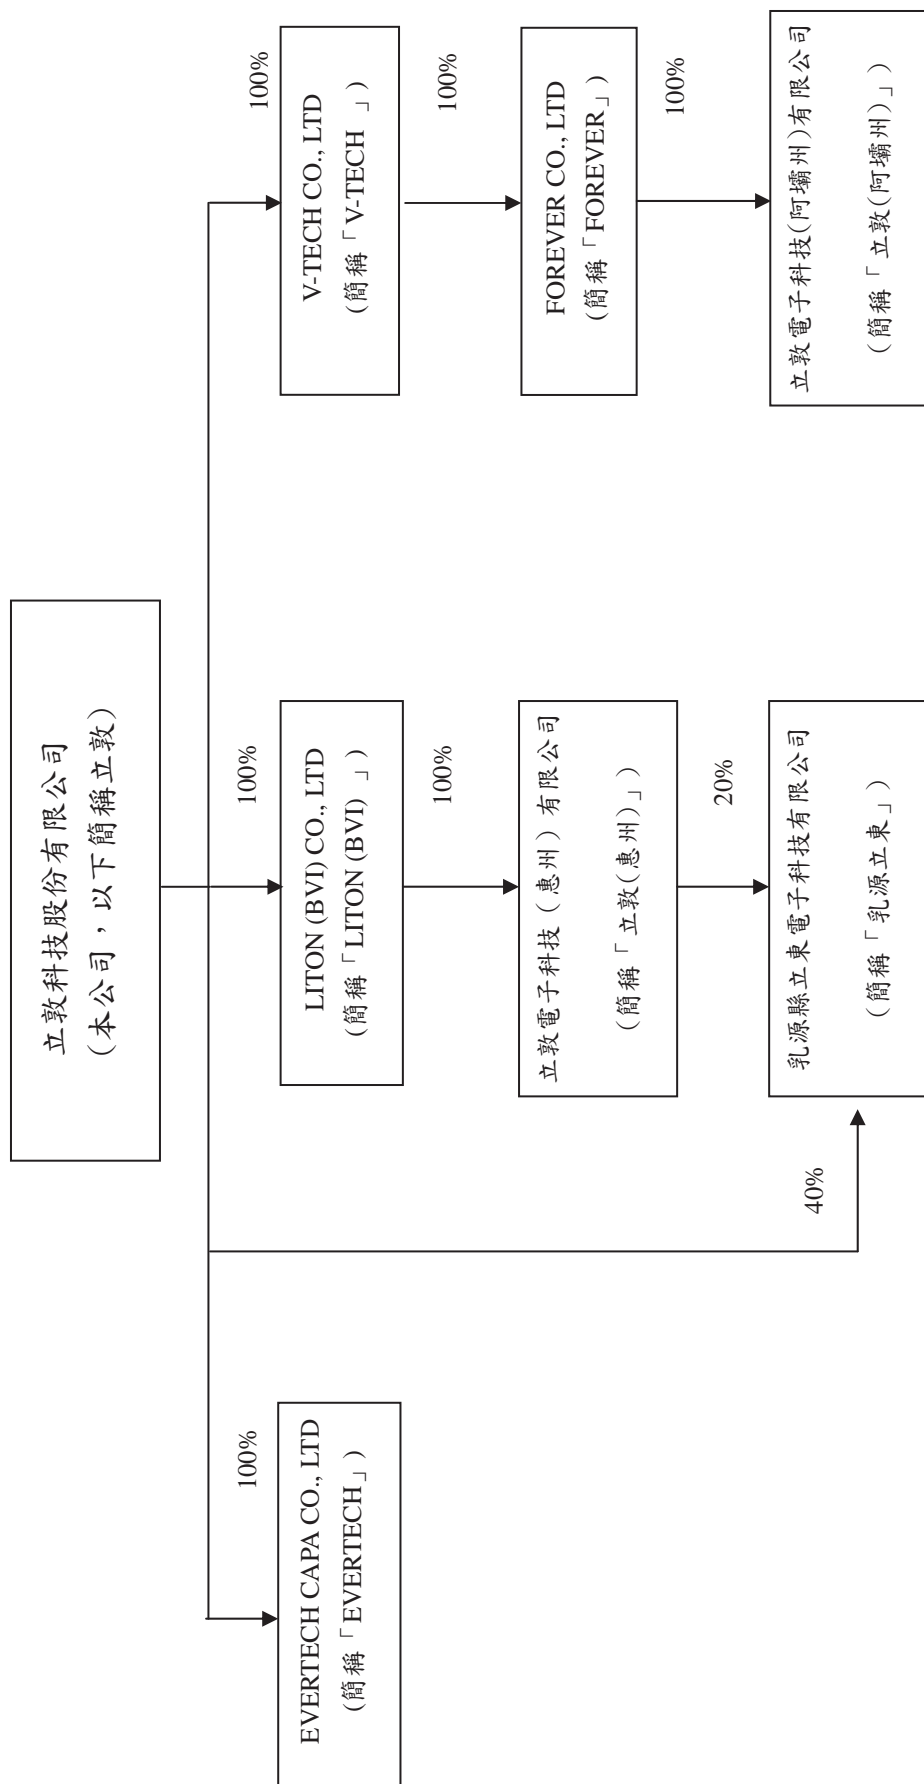 立敦科技股份有限公司
(本公司，以下簡稱立敦)
100%
EVERTECH CAPA CO., LTD
(簡稱「EVERTECH」)
100%
LITON (BVI) CO., LTD
(簡稱「LITON (BVI) 」)
100%
V-TECH CO., LTD
(簡稱「V-TECH 」)
100%
立敦電子科技（惠州）有限公司
(簡稱「立敦(惠州)」)
100%
FOREVER CO., LTD
(簡稱「FOREVER」)
40%
20%
乳源縣立東電子科技有限公司
(簡稱「乳源立東」)
100%
立敦電子科技(阿壩州)有限公司
(簡稱「立敦(阿壩州)」)